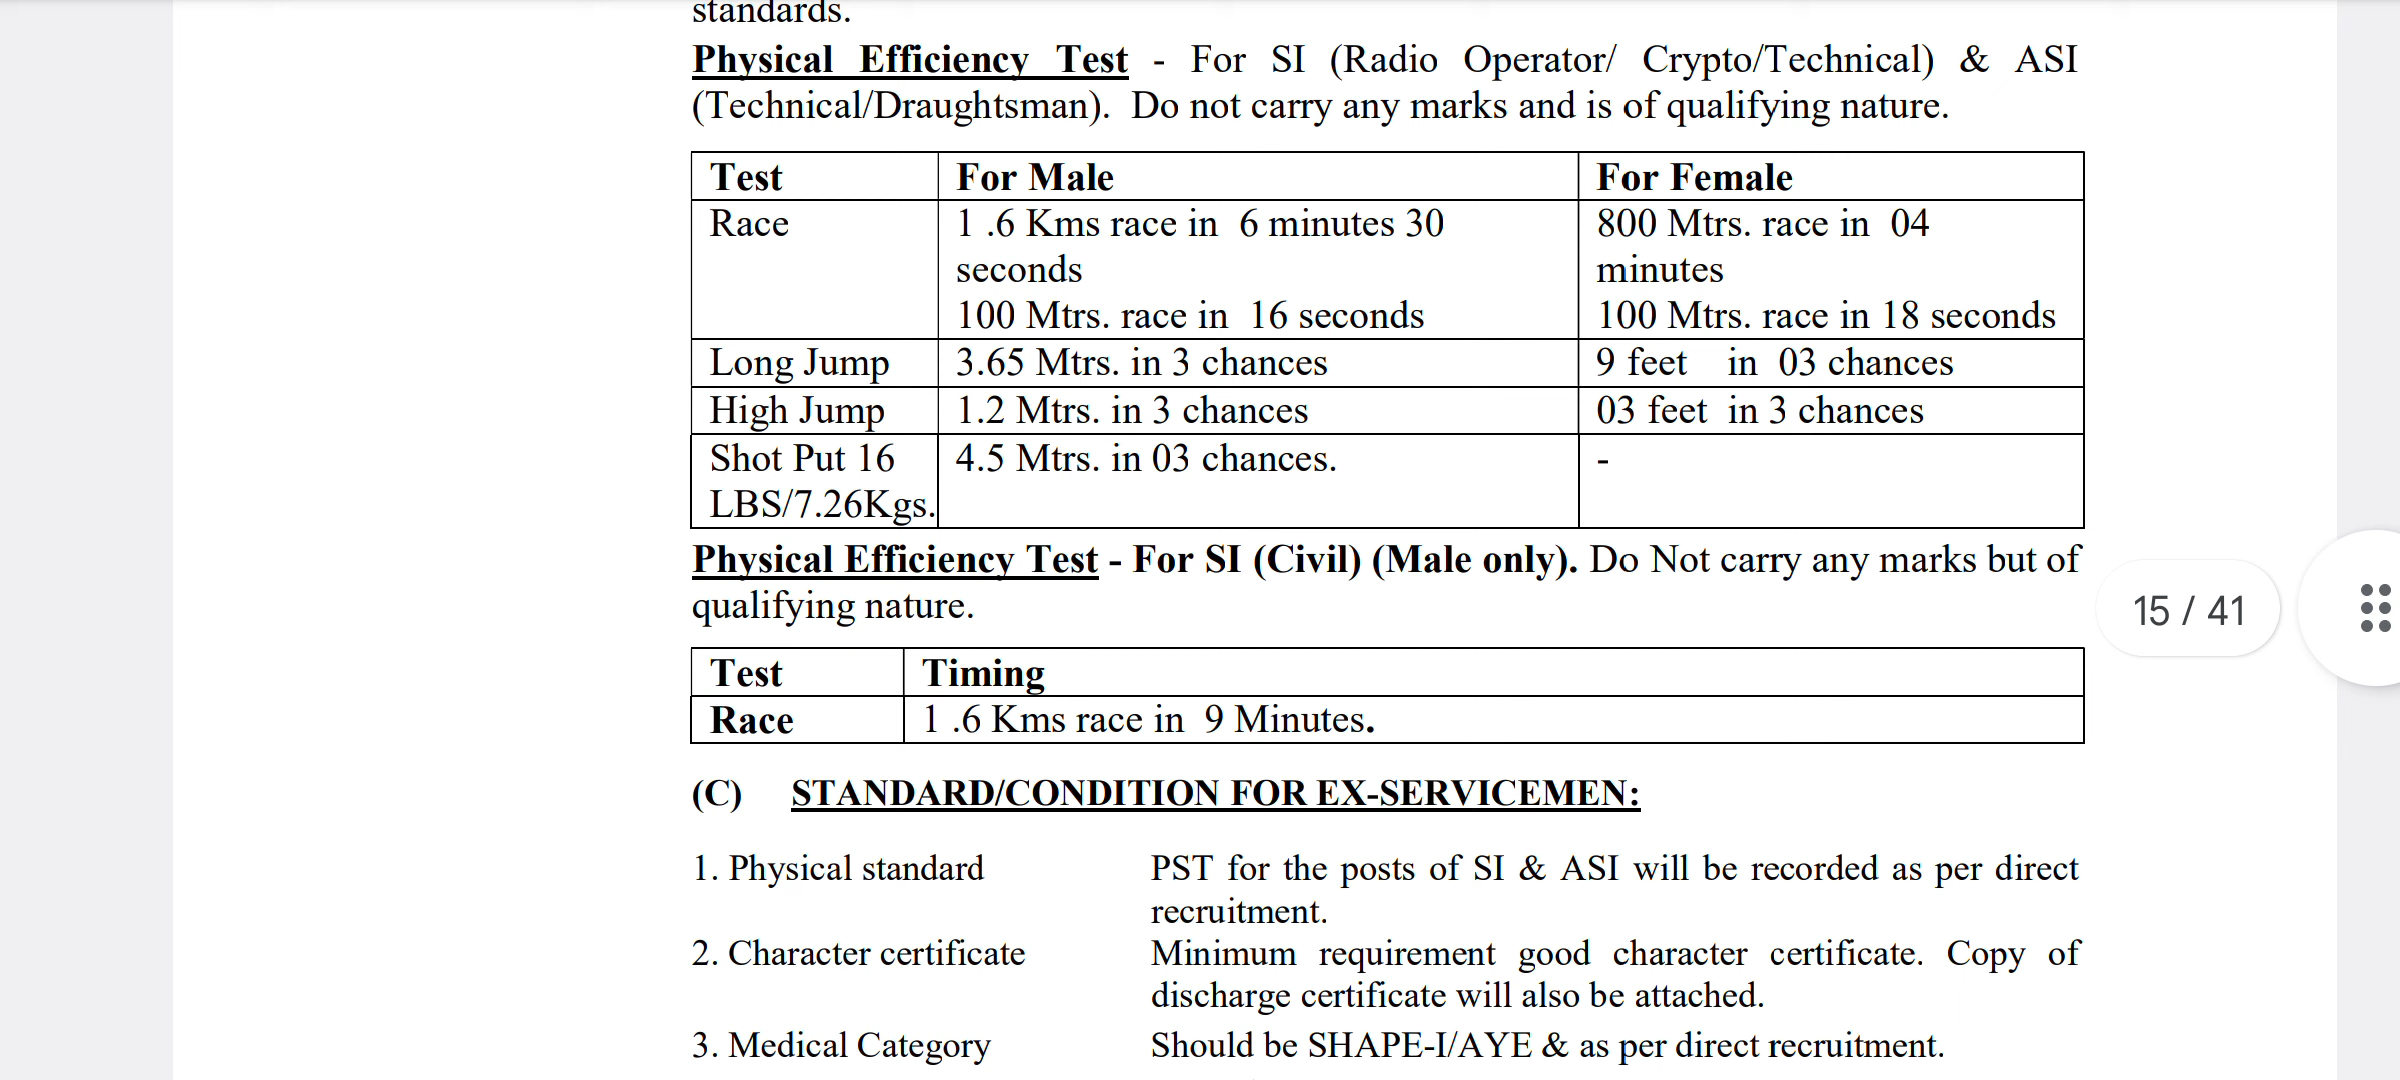 standards.
Physical Efficiency Test - For SI (Radio Operator/ Crypto/Technical) & ASI
(Technical/Draughtsman). Do not carry any marks and is of qualifying nature.
Test For Male For Female
Race 1 .6 Kms race in 6 minutes 30 800 Mtrs. race in 04
seconds minutes
100 Mtrs. race in 16 seconds 100 Mtrs. race in 18 seconds
Long Jump 3.65 Mtrs. in 3 chances 9 feet in 03 chances
High Jump 1.2 Mtrs. in 3 chances 03 feet in 3 chances
Shot Put 16 4.5 Mtrs. in 03 chances. -
LBS/7.26Kgs.
Physical Efficiency Test - For SI (Civil) (Male only). Do Not carry any marks but of
qualifying nature.
15 / 41
Test Timing
Race 1 .6 Kms race in 9 Minutes.
(C) STANDARD/CONDITION FOR EX-SERVICEMEN:
1. Physical standard PST for the posts of SI & ASI will be recorded as per direct
recruitment.
2. Character certificate Minimum requirement good character certificate. Copy of
discharge certificate will also be attached.
3. Medical Category Should be SHAPE-I/AYE & as per direct recruitment.